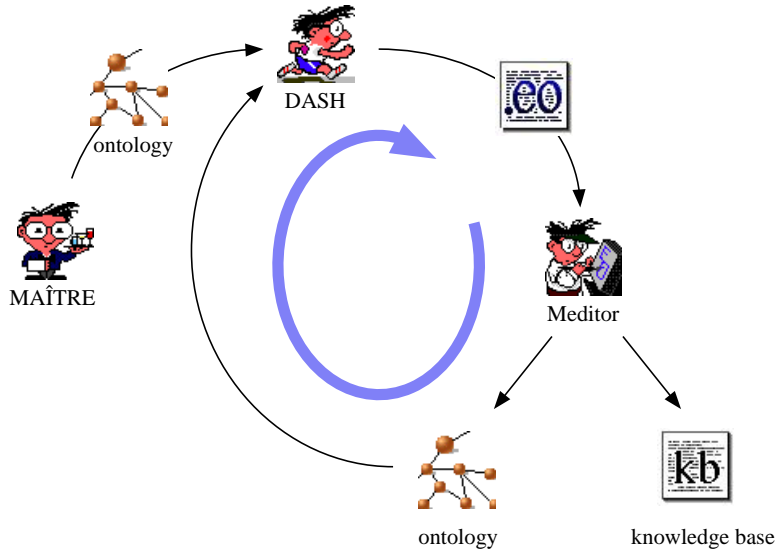 DASH
.eo
ontology
MAÎTRE
Meditor
kb
ontology
knowledge base